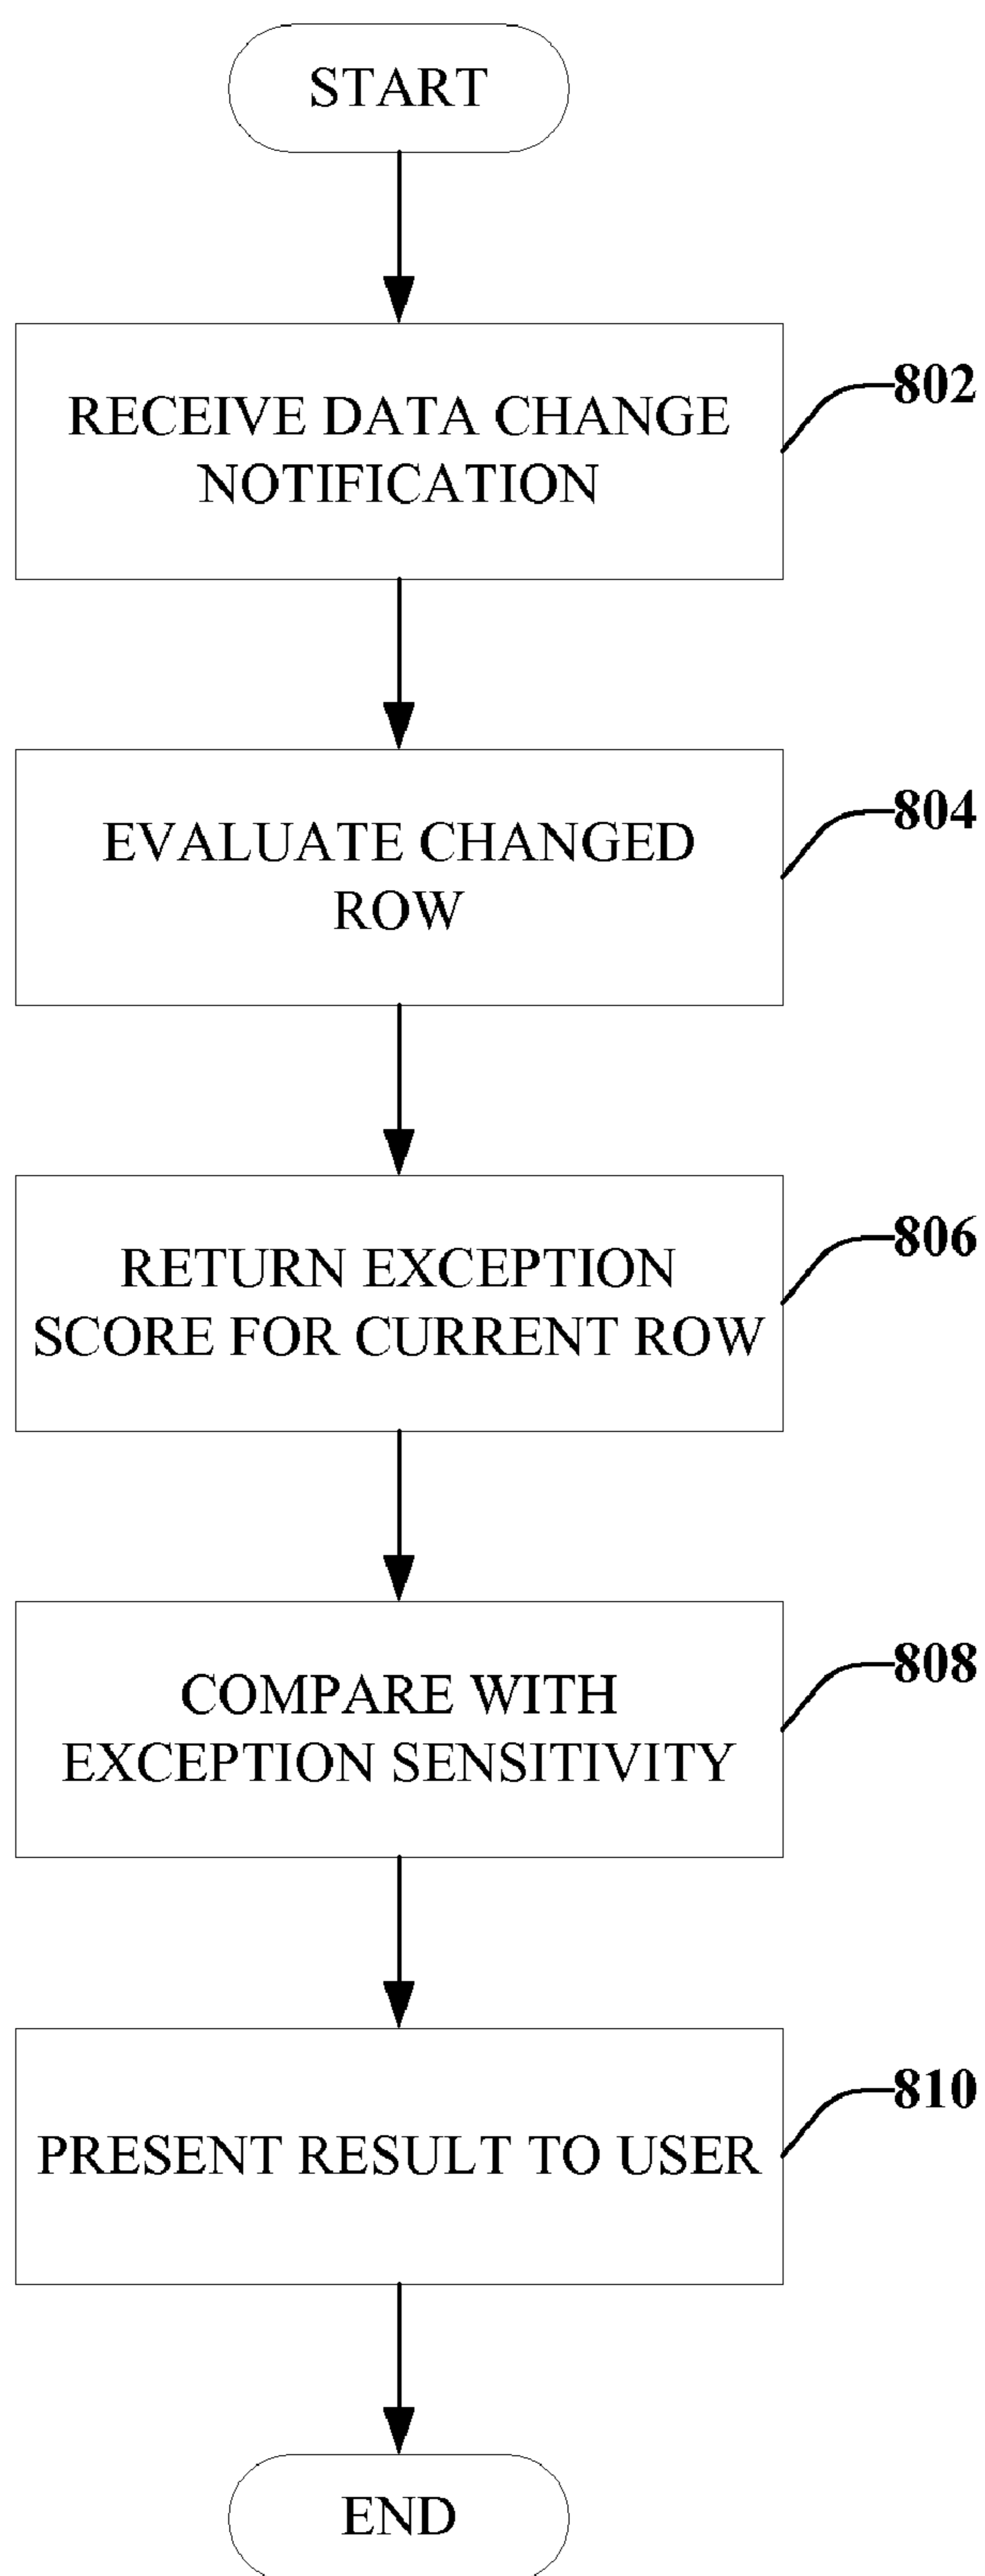 START
RECEIVE DATA CHANGE
NOTIFICATION
802
EVALUATE CHANGED
ROW
804
RETURN EXCEPTION
SCORE FOR CURRENT ROW
806
COMPARE WITH
EXCEPTION SENSITIVITY
808
PRESENT RESULT TO USER
810
END